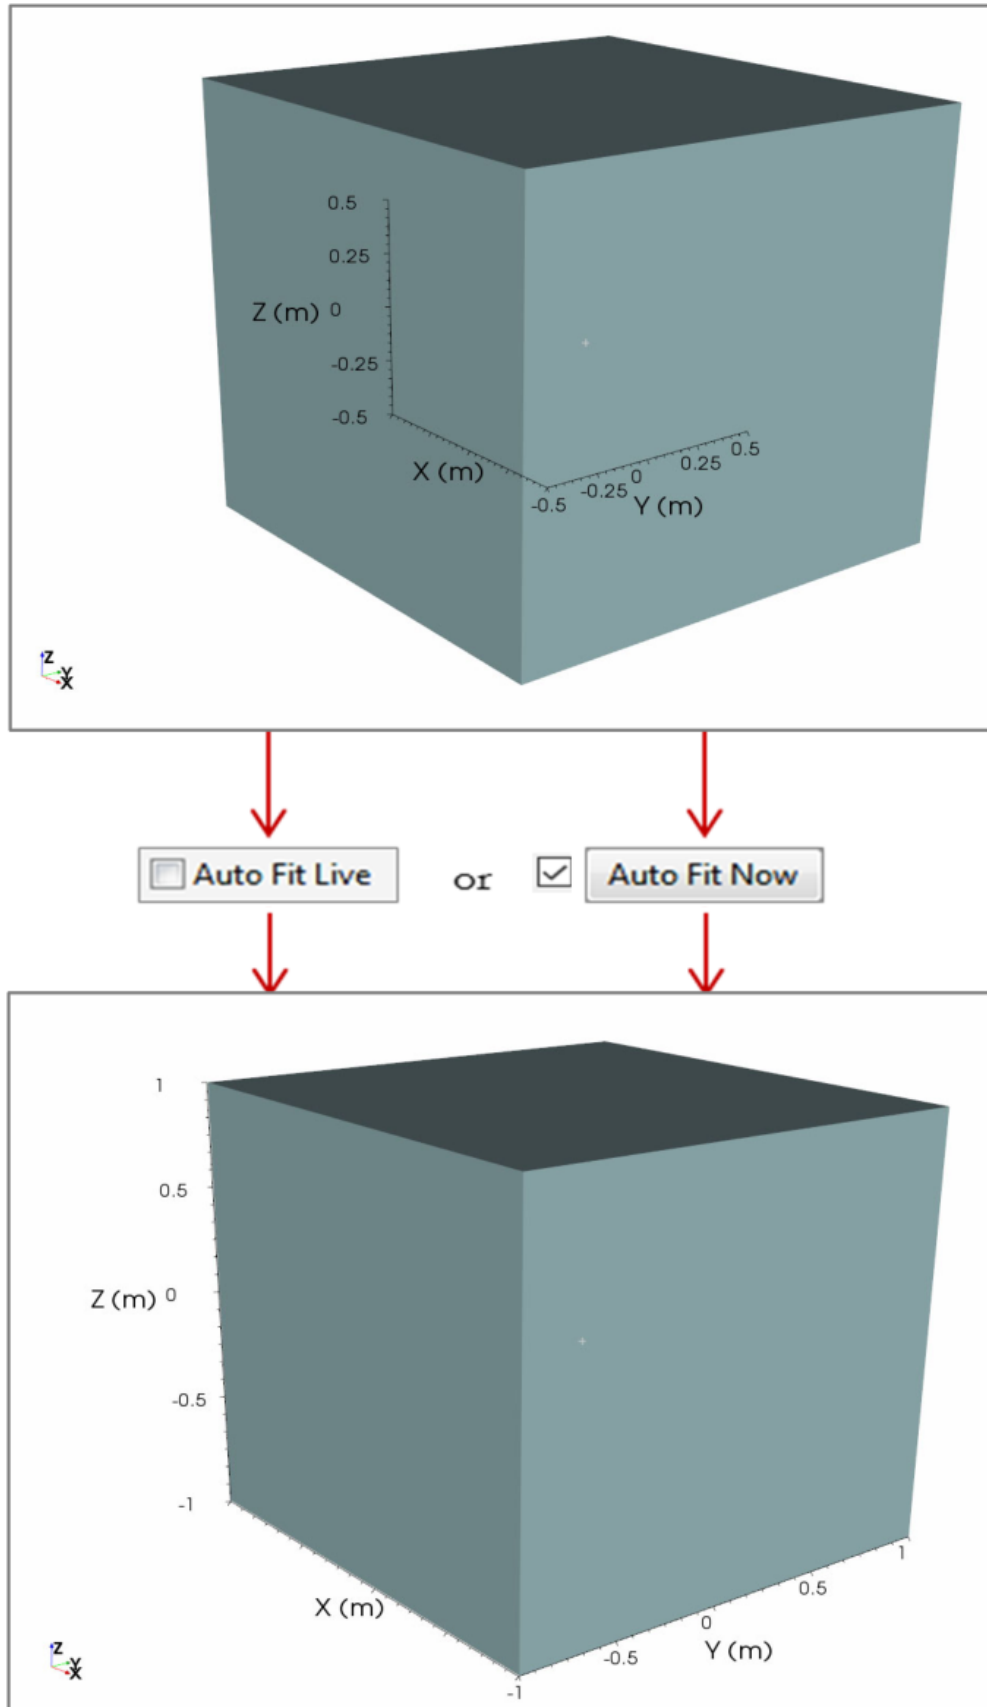 0.5
0.25
Z (m) 0
-0.25
-0.5
X (m)
-0.5 -0.25 0 0.25 0.5
Y (m)
Z
Y
X
Auto Fit Live or Auto Fit Now
1
0.5
Z (m) 0
-0.5
-1
X (m)
-1 -0.5 0 0.5 1
Y (m)
Z
Y
X